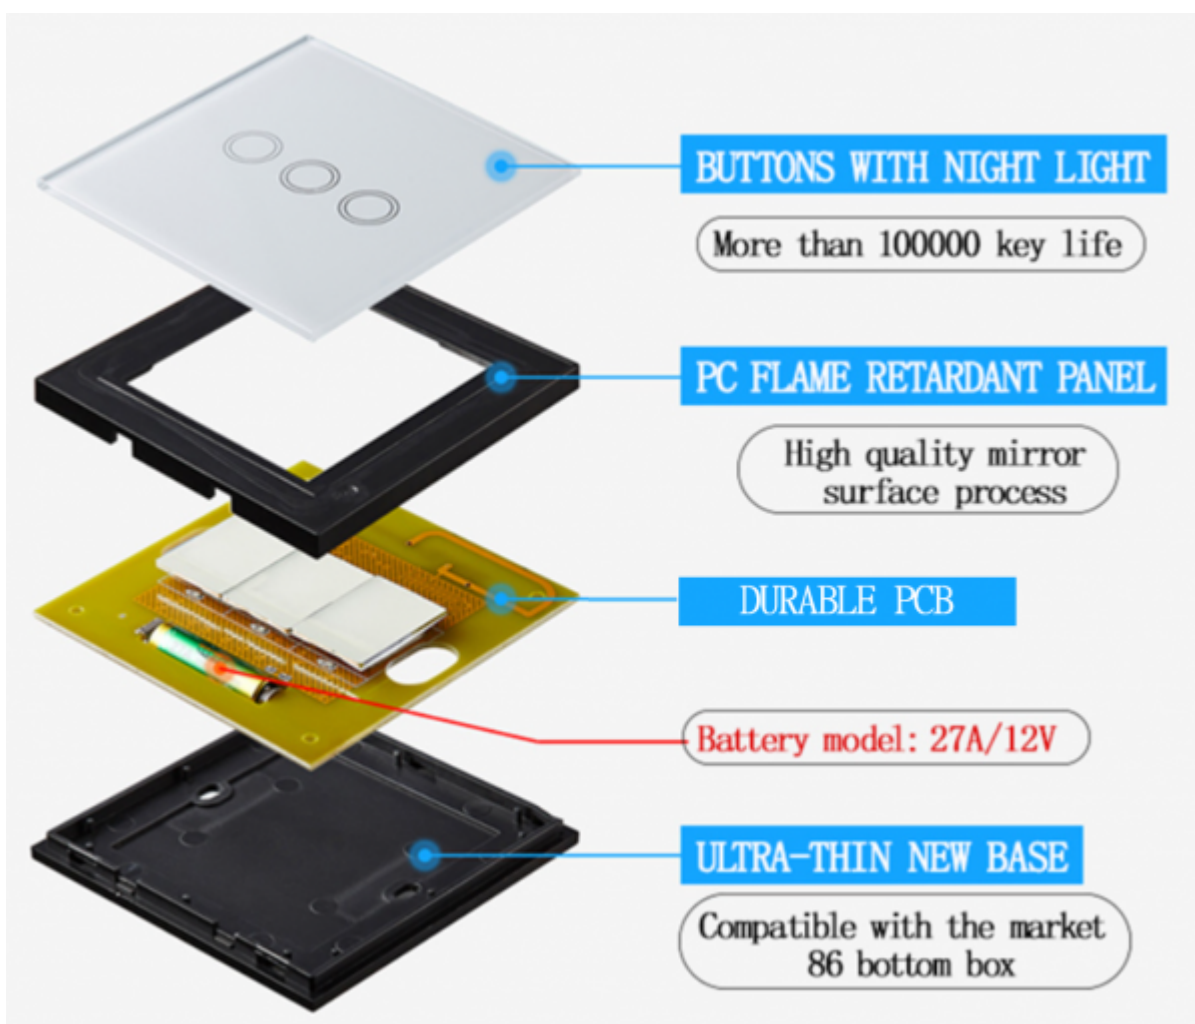 BUTTONS WITH NIGHT LIGHT
More than 100000 key life
PC FLAME RETARDANT PANEL
High quality mirror
surface process
DURABLE PCB
Battery model: 27A/12V
ULTRA-THIN NEW BASE
Compatible with the market
86 bottom box